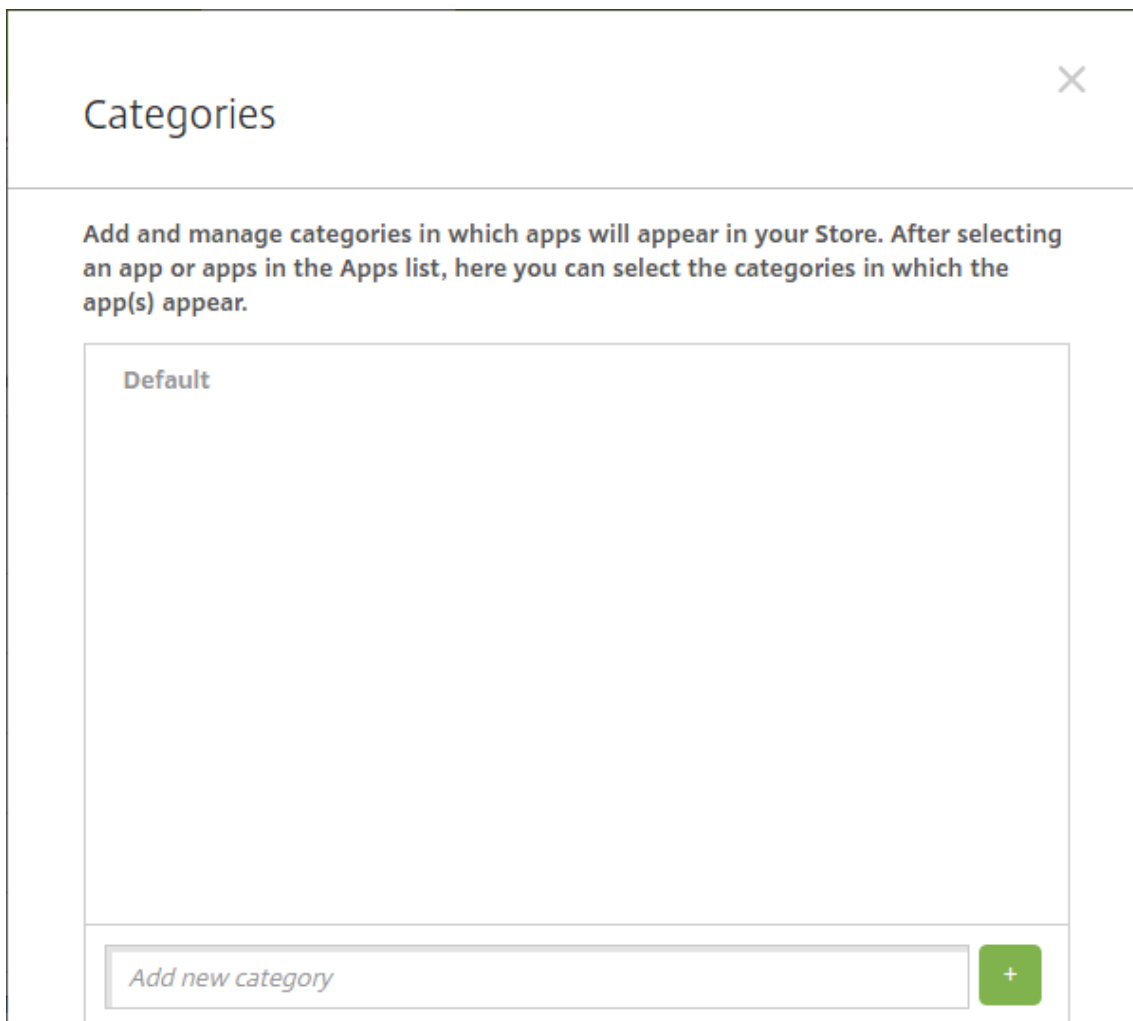 Categories
Add and manage categories in which apps will appear in your Store. After selecting
an app or apps in the Apps list, here you can select the categories in which the
app(s) appear.
Default
Add new category
+